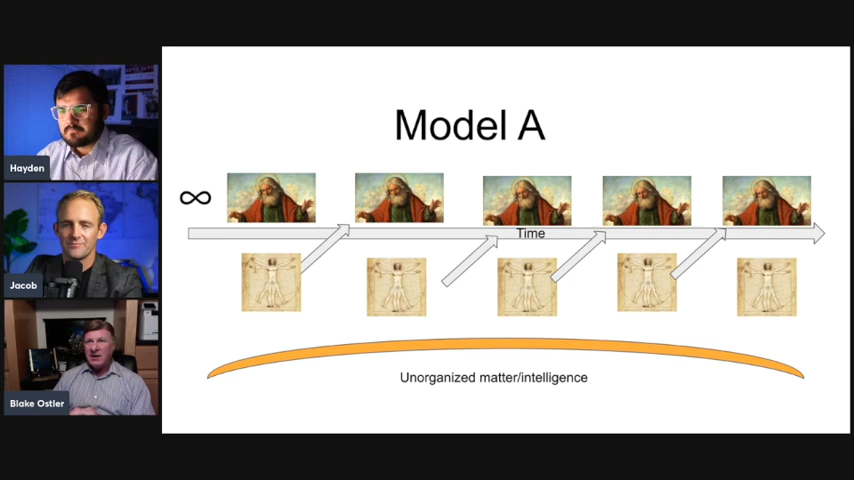 Model A
∞
Time
Unorganized matter/intelligence
Hayden
Jacob
Blake Ostler